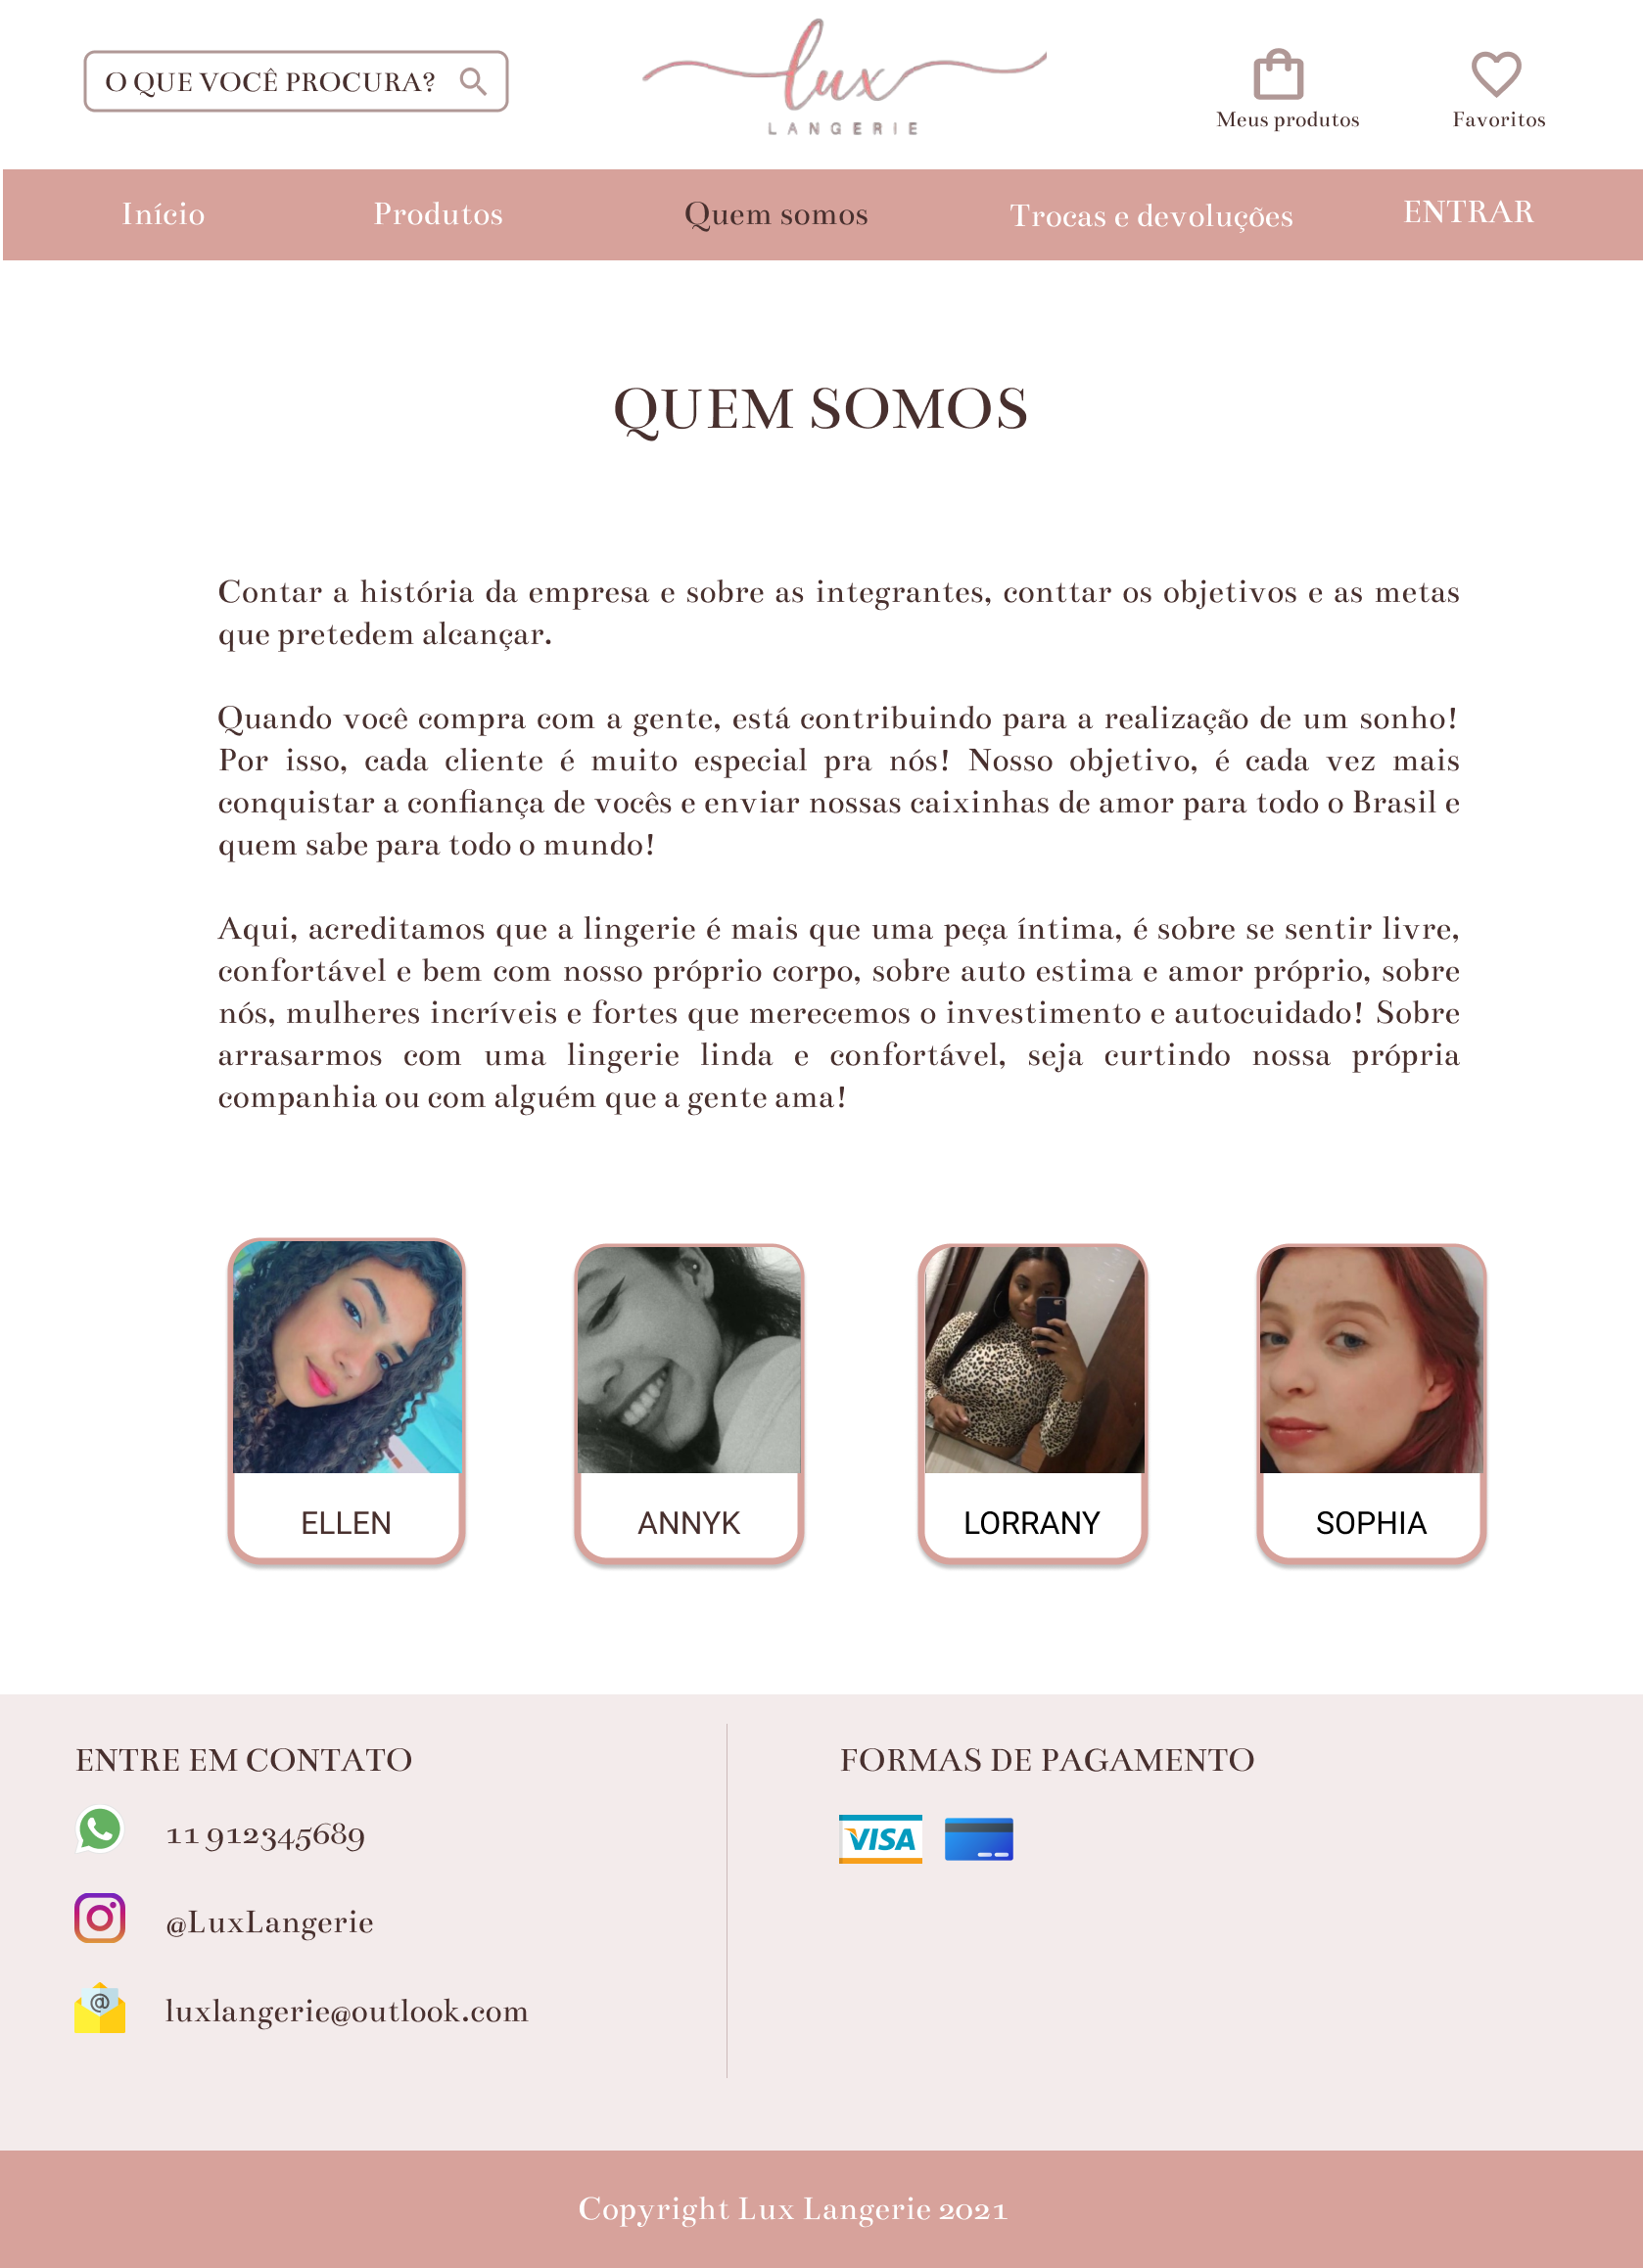 O QUE VOCÊ PROCURA?
lux
LANGERIE
Meus produtos
Favoritos
Início
Produtos
Quem somos
Trocas e devoluções
ENTRAR
QUEM SOMOS
Contar a história da empresa e sobre as integrantes, conttar os objetivos e as metas
que pretedem alcançar.
Quando você compra com a gente, está contribuindo para a realização de um sonho!
Por isso, cada cliente é muito especial pra nós! Nosso objetivo, é cada vez mais
conquistar a confiança de vocês e enviar nossas caixinhas de amor para todo o Brasil e
quem sabe para todo o mundo!
Aqui, acreditamos que a lingerie é mais que uma peça íntima, é sobre se sentir livre,
confortável e bem com nosso próprio corpo, sobre auto estima e amor próprio, sobre
nós, mulheres incríveis e fortes que merecemos o investimento e autocuidado! Sobre
arrasarmos com uma lingerie linda e confortável, seja curtindo nossa própria
companhia ou com alguém que a gente ama!
ELLEN
ANNYK
LORRANY
SOPHIA
ENTRE EM CONTATO
11 912345689
@LuxLangerie
@
luxlangerie@outlook.com
FORMAS DE PAGAMENTO
VISA
Copyright Lux Langerie 2021